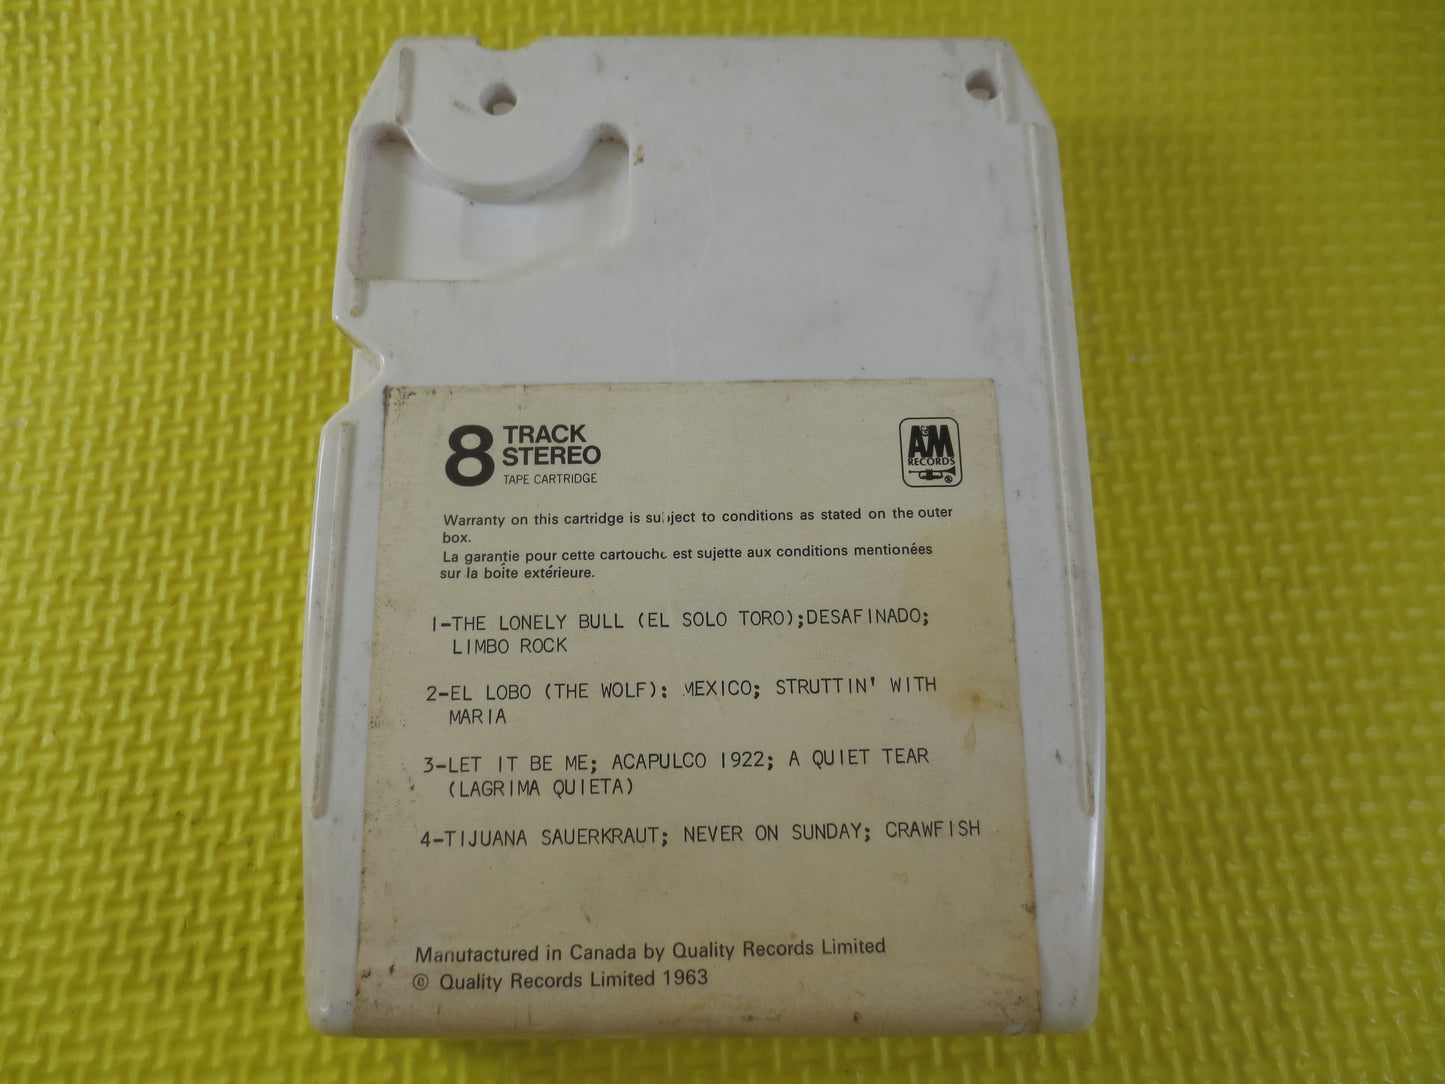 8 TRACK
STEREO
TAPE CARTRIDGE
A&M
RECORDS
®
Warranty on this cartridge is subject to conditions as stated on the outer
box.
La garantie pour cette cartouche est sujette aux conditions mentionées
sur la boîte extérieure.
1-THE LONELY BULL (EL SOLO TORO);DESAFINADO;
LIMBO ROCK
2-EL LOBO (THE WOLF): MEXICO; STRUTTIN' WITH
MARIA
3-LET IT BE ME; ACAPULCO 1922; A QUIET TEAR
(LAGRIMA QUIETA)
4-TIJUANA SAUERKRAUT; NEVER ON SUNDAY; CRAWFISH
Manufactured in Canada by Quality Records Limited
© Quality Records Limited 1963